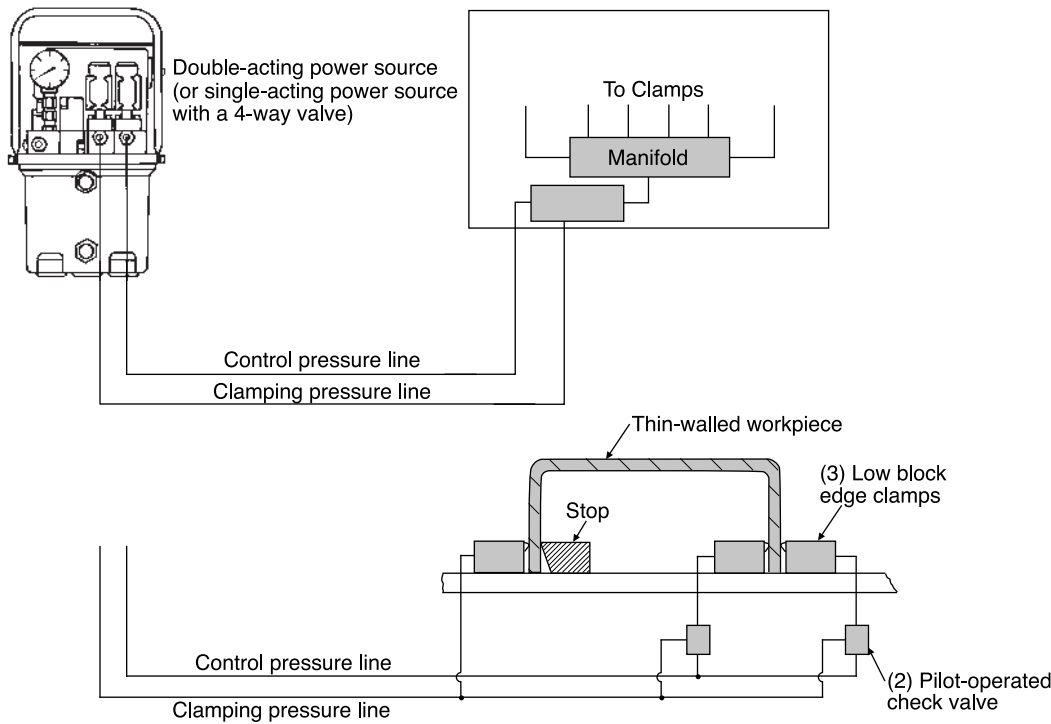 Double-acting power source
(or single-acting power source
with a 4-way valve)
To Clamps
Manifold
Control pressure line
Clamping pressure line
Thin-walled workpiece
(3) Low block
edge clamps
Stop
Control pressure line
(2) Pilot-operated
check valve
Clamping pressure line